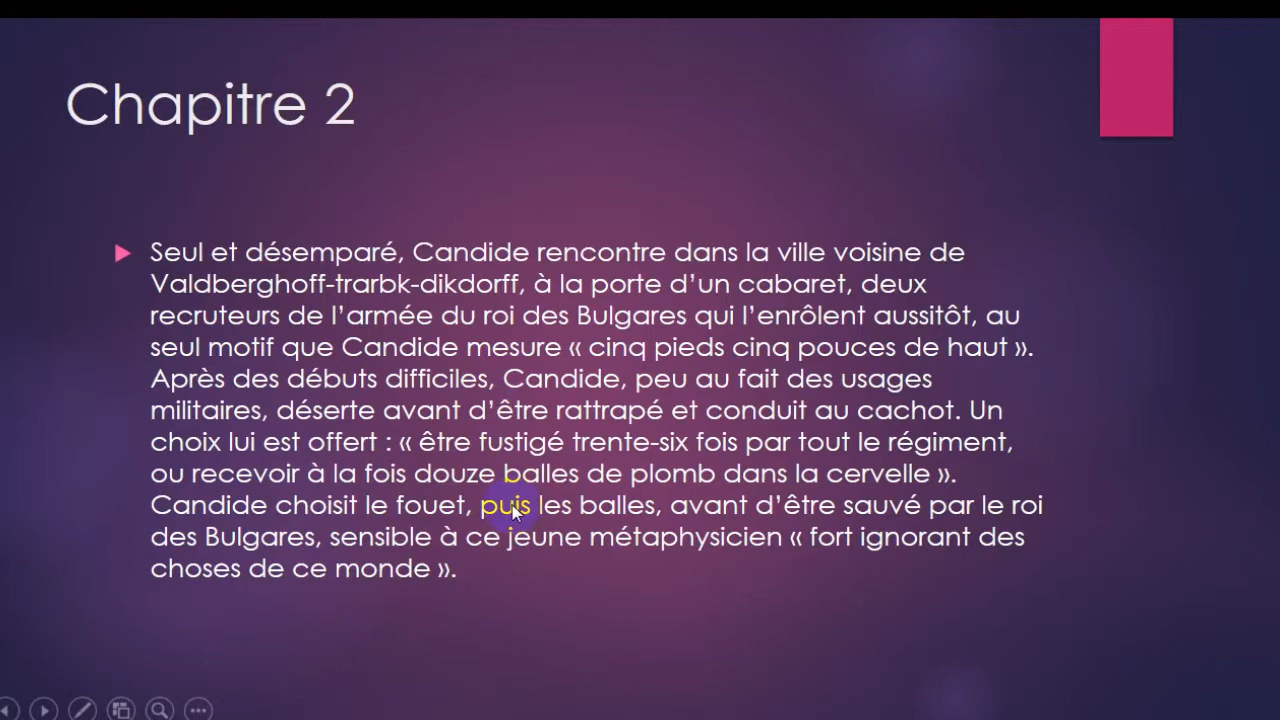 Chapitre 2
Seul et désemparé, Candide rencontre dans la ville voisine de
Valdberghoff-trarbk-dikdorff, à la porte d’un cabaret, deux
recruteurs de l’armée du roi des Bulgares qui l’enrôlent aussitôt, au
seul motif que Candide mesure « cinq pieds cinq pouces de haut ».
Après des débuts difficiles, Candide, peu au fait des usages
militaires, déserte avant d’être rattrapé et conduit au cachot. Un
choix lui est offert : « être fustigé trente-six fois par tout le régiment,
ou recevoir à la fois douze balles de plomb dans la cervelle ».
Candide choisit le fouet, puis les balles, avant d’être sauvé par le roi
des Bulgares, sensible à ce jeune métaphysicien « fort ignorant des
choses de ce monde ».